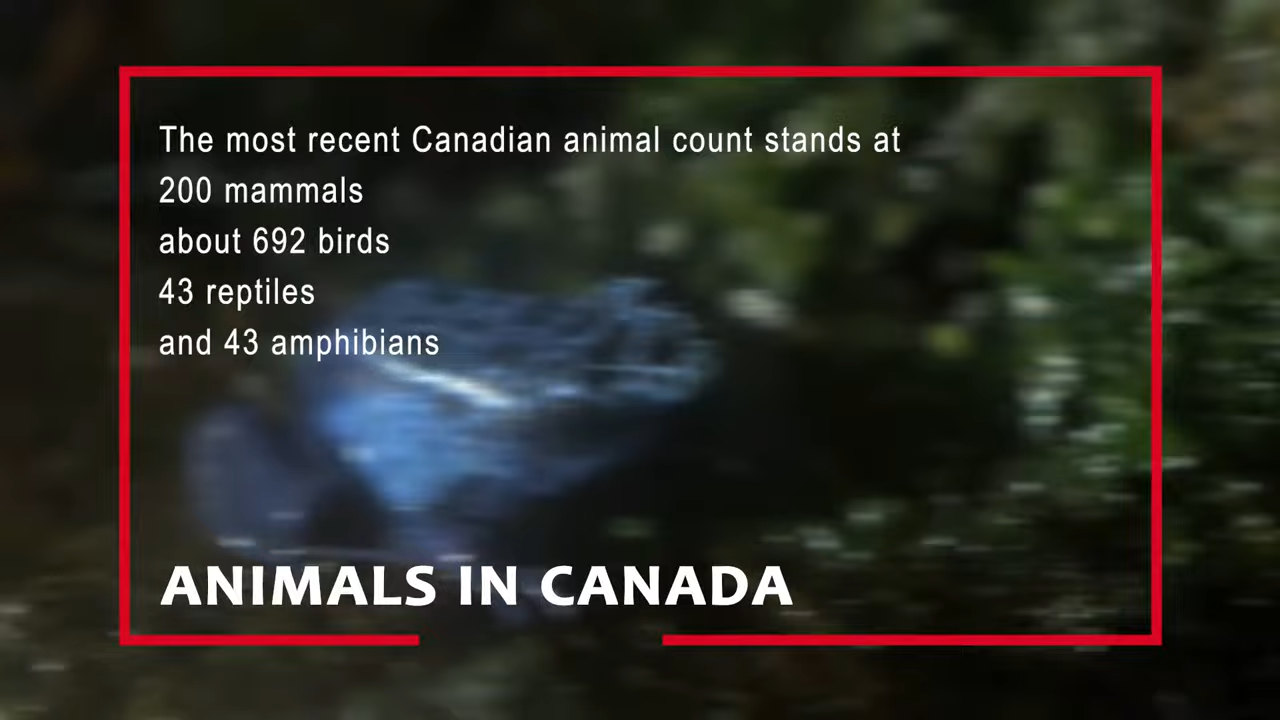 The most recent Canadian animal count stands at
200 mammals
about 692 birds
43 reptiles
and 43 amphibians
ANIMALS IN CANADA